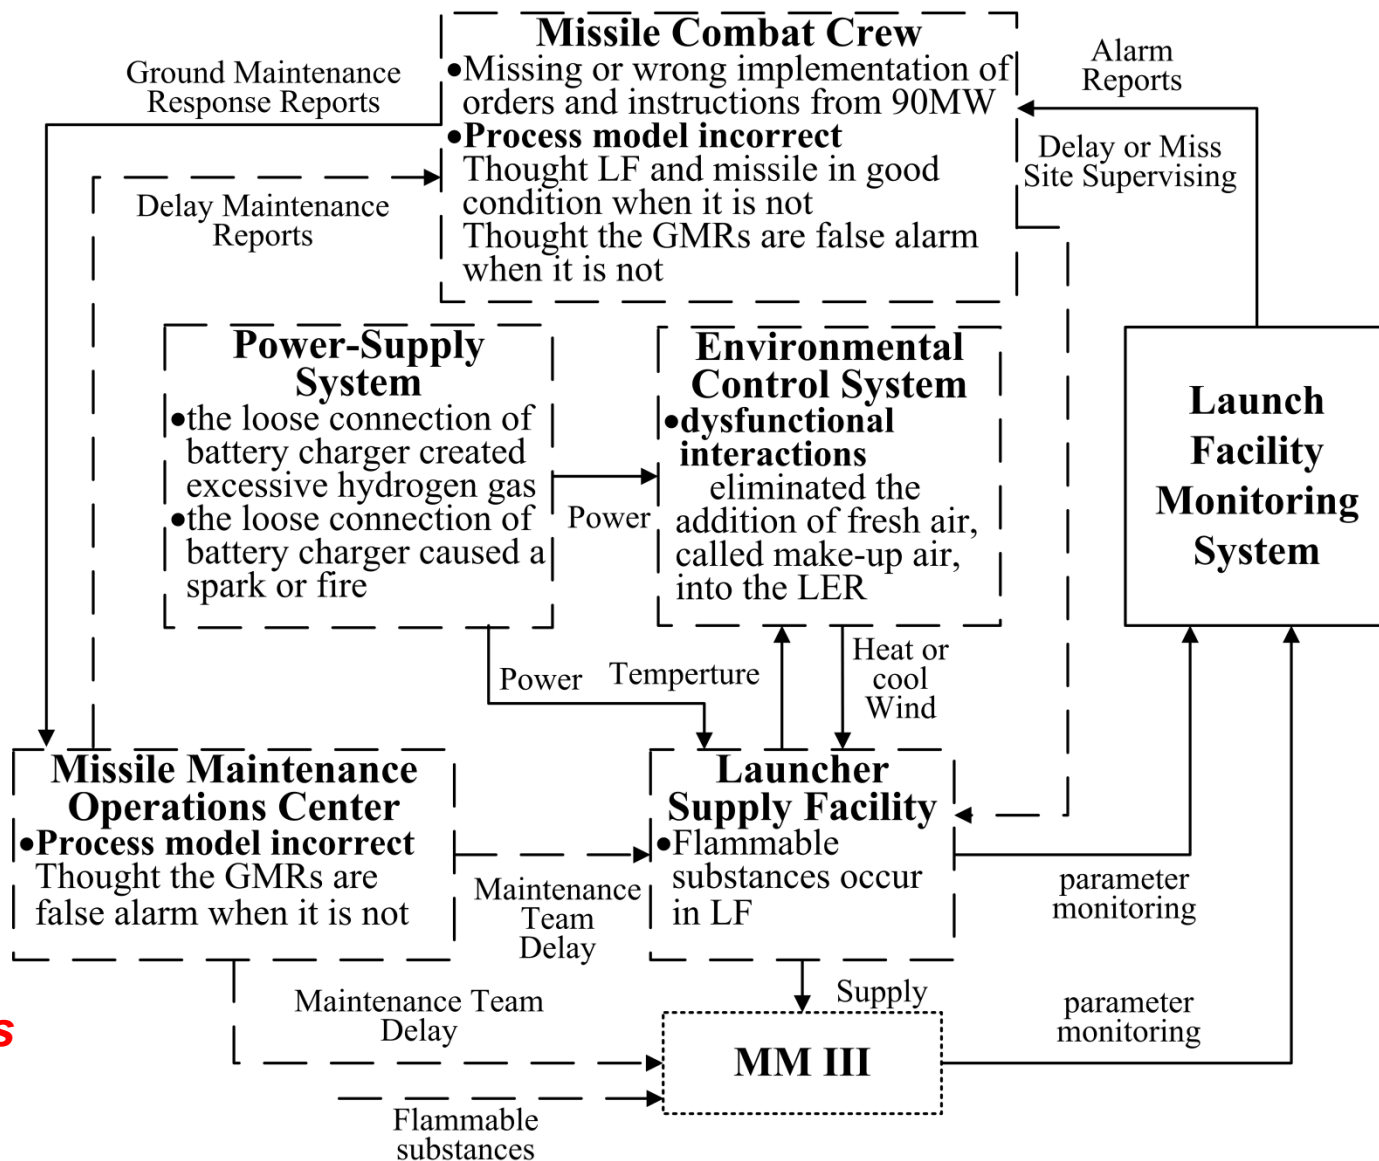 Missile Combat Crew
•Missing or wrong implementation of
orders and instructions from 90MW
•Process model incorrect
Thought LF and missile in good
condition when it is not
Thought the GMRs are false alarm
when it is not
Ground Maintenance
Response Reports
Delay Maintenance
Reports
Alarm
Reports
Delay or Miss
Site Supervising
Power-Supply
System
•the loose connection of
battery charger created
excessive hydrogen gas
•the loose connection of
battery charger caused a
spark or fire
Power
Environmental
Control System
•dysfunctional
interactions
eliminated the
addition of fresh air,
called make-up air,
into the LER
Launch
Facility
Monitoring
System
Power
Temperture
Heat or
cool
Wind
Missile Maintenance
Operations Center
•Process model incorrect
Thought the GMRs are
false alarm when it is not
Maintenance
Team
Delay
Launcher
Supply Facility
•Flammable
substances occur
in LF
parameter
monitoring
Maintenance Team
Delay
Supply
parameter
monitoring
s
MM III
Flammable
substances